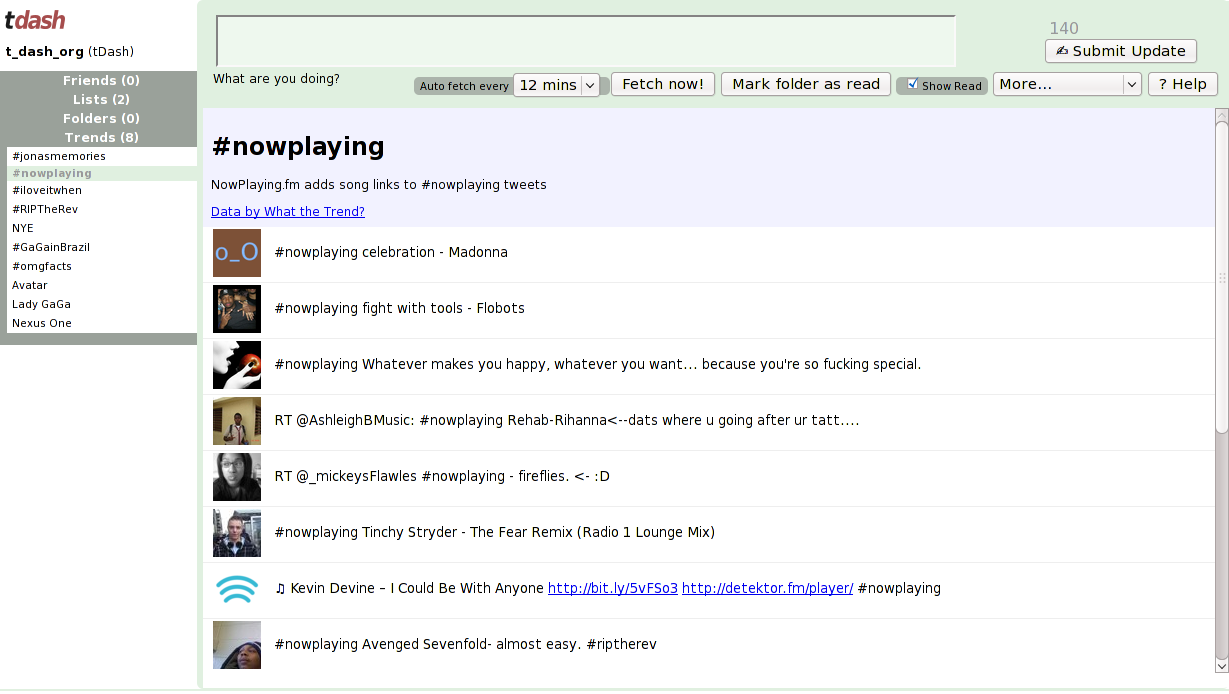 tdash
t_dash_org (tDash)
Friends (0)
Lists (2)
Folders (0)
Trends (8)
#jonasmemories
#nowplaying
#iloveitwhen
#RIPTheRev
NYE
#GaGainBrazil
#omgfacts
Avatar
Lady GaGa
Nexus One
140
Submit Update
What are you doing?
Auto fetch every 12 mins Fetch now! Mark folder as read Show Read More... ? Help
#nowplaying
NowPlaying.fm adds song links to #nowplaying tweets
Data by What the Trend?
o_O
#nowplaying celebration - Madonna
#nowplaying fight with tools - Flobots
#nowplaying Whatever makes you happy, whatever you want... because you're so fucking special.
RT @AshleighBMusic: #nowplaying Rehab-Rihanna<--dats where u going after ur tatt....
RT @_mickeysFlawles #nowplaying - fireflies. <- :D
#nowplaying Tinchy Stryder - The Fear Remix (Radio 1 Lounge Mix)
♫ Kevin Devine – I Could Be With Anyone http://bit.ly/5vFSo3 http://detektor.fm/player/ #nowplaying
#nowplaying Avenged Sevenfold- almost easy. #riptherev